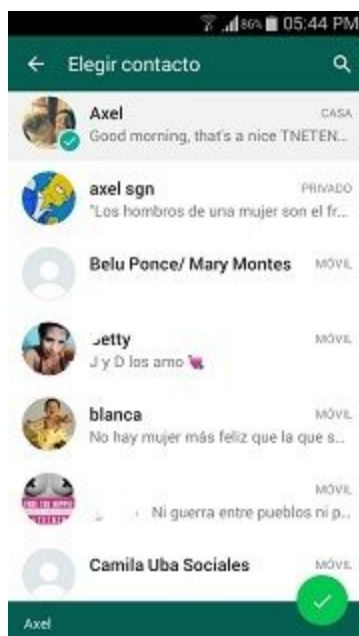 86% 05:44 PM
Elegir contacto
Axel CASA
Good morning, that's a nice TNETEN...
axel sgn PRIVADO
"Los hombros de una mujer son el fr...
Belu Ponce/ Mary Montes MÓVIL
etty MÓVIL
J y D los amo
blanca MÓVIL
No hay mujer más feliz que la que s...
MÓVIL
Ni guerra entre pueblos ni p...
Camila Uba Sociales MÓVIL
Axel